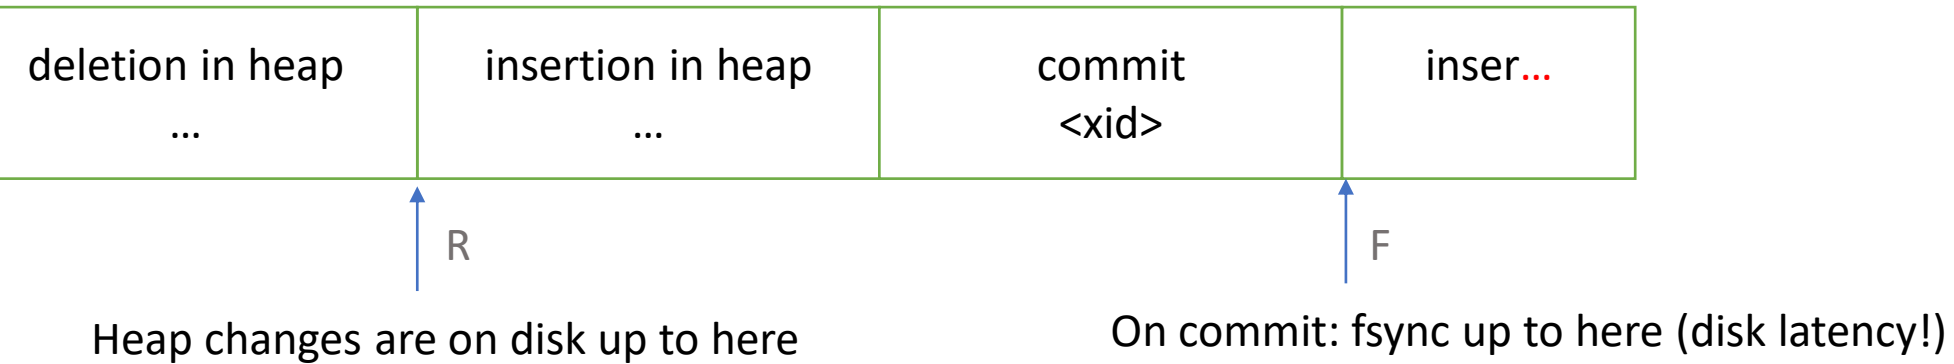 deletion in heap
…
insertion in heap
…
commit
<xid>
inser…
R
F
Heap changes are on disk up to here
On commit: fsync up to here (disk latency!)